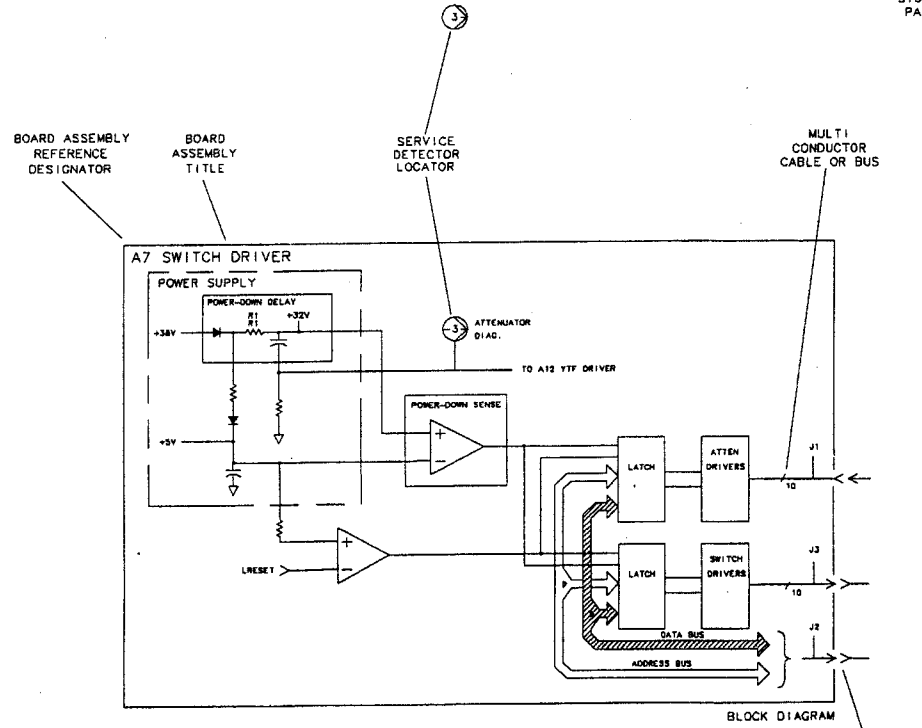 3
PA
BOARD ASSEMBLY
REFERENCE
DESIGNATOR
BOARD
ASSEMBLY
TITLE
SERVICE
DETECTOR
LOCATOR
MULTI
CONDUCTOR
CABLE OR BUS
A7 SWITCH DRIVER
POWER SUPPLY
POWER-DOWN DELAY
+38V
R1
R1
+32V
3
ATTENUATOR
DIAG.
TO A12 YTF DRIVER
POWER-DOWN SENSE
+5V
+
-
LATCH
ATTEN
DRIVERS
J1
10
LRESET
+
-
LATCH
SWITCH
DRIVERS
J3
10
DATA BUS
J2
ADDRESS BUS
BLOCK DIAGRAM